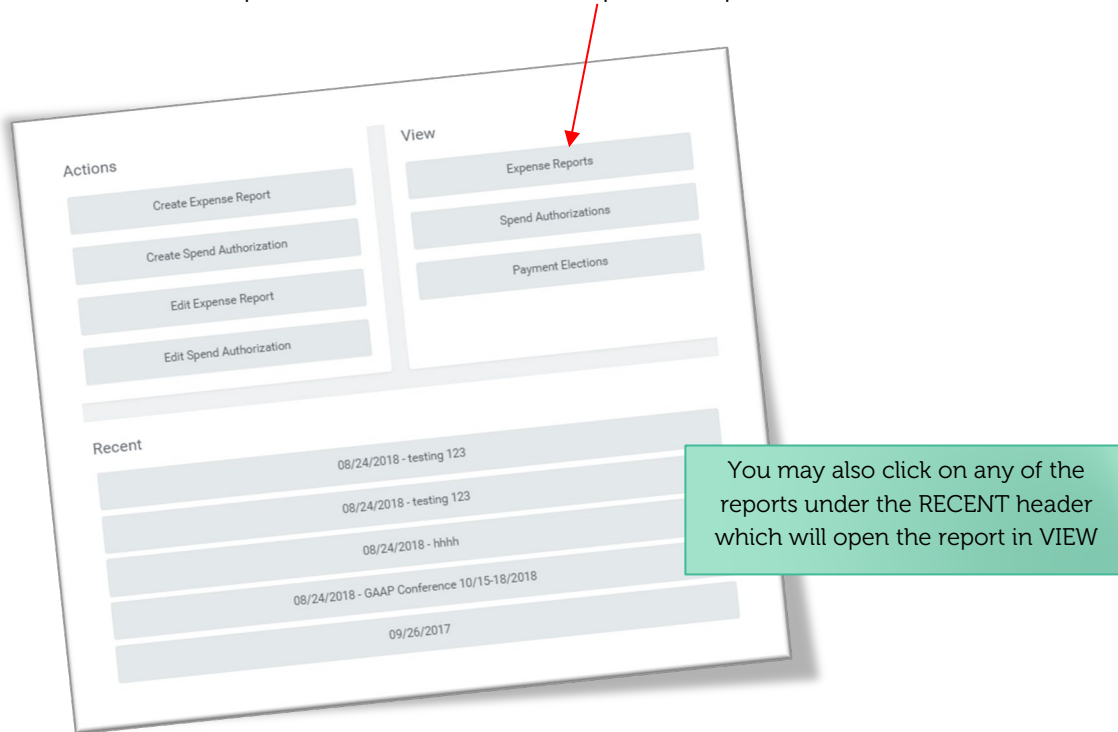 Actions
Create Expense Report
Create Spend Authorization
Edit Expense Report
Edit Spend Authorization
View
Expense Reports
Spend Authorizations
Payment Elections
Recent
08/24/2018 - testing 123
08/24/2018 - testing 123
08/24/2018 - hhhh
08/24/2018 - GAAP Conference 10/15-18/2018
09/26/2017
You may also click on any of the
reports under the RECENT header
which will open the report in VIEW